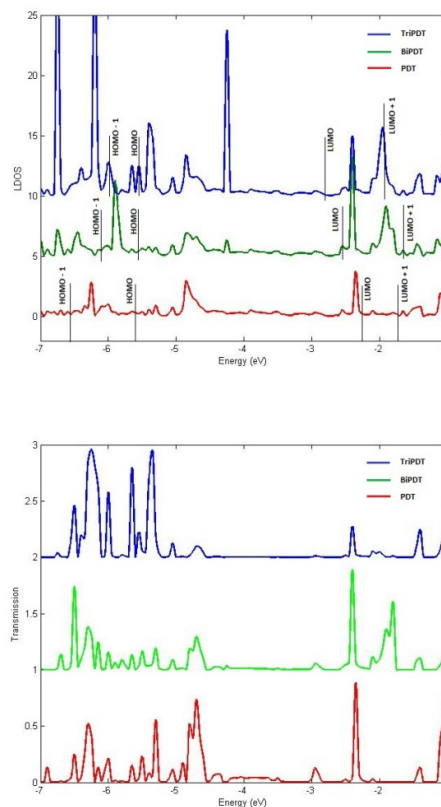 25
20
15
10
5
0
LDOS
TriPDT
BiPDT
PDT
HOMO - 1
HOMO
LUMO
LUMO + 1
HOMO - 1
HOMO
LUMO
LUMO + 1
HOMO - 1
HOMO
LUMO
LUMO + 1
-7 -6 -5 -4 -3 -2 -1
Energy (eV)
3
2.5
2
1.5
1
0.5
0
Transmission
TriPDT
BiPDT
PDT
-7 -6 -5 -4 -3 -2 -1
Energy (eV)